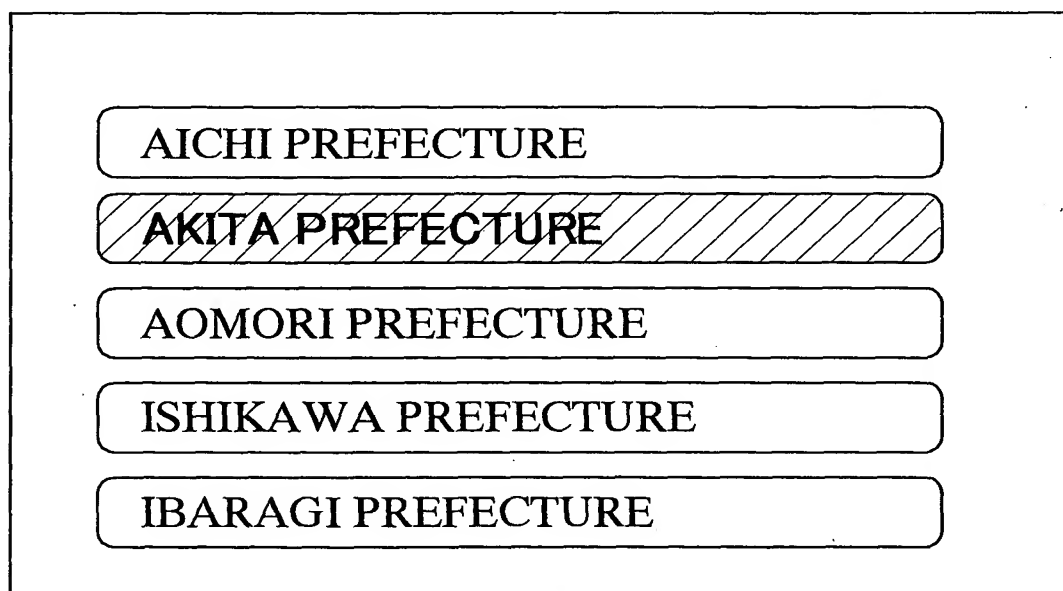 AICHI PREFECTURE
AKITA PREFECTURE
AOMORI PREFECTURE
ISHIKAWA PREFECTURE
IBARAGI PREFECTURE